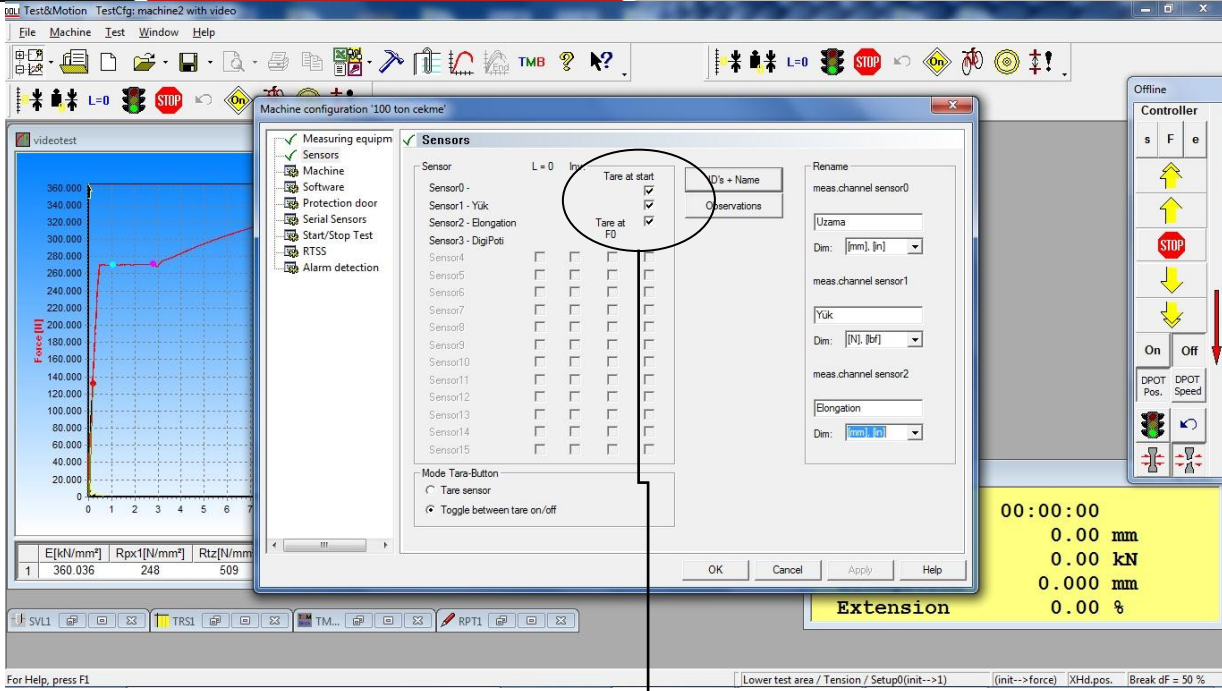 Test&Motion TestCfg: machine2 with video
File Machine Test Window Help
TMB L=0 STOP On
L=0 STOP On
Offline
Controller
s F e
STOP
On Off
DPOT Pos. DPOT Speed
videotest
360.000
340.000
320.000
300.000
280.000
260.000
240.000
220.000
200.000
180.000
160.000
140.000
120.000
100.000
80.000
60.000
40.000
20.000
0
0 1 2 3 4 5 6 7
E[kN/mm²] Rpx1[N/mm²] Rtz[N/mm
1 360.036 248 509
Machine configuration '100 ton cekme'
Measuring equipm
Sensors
Machine
Software
Protection door
Serial Sensors
Start/Stop Test
RTSS
Alarm detection
Sensors
Sensor L = 0 Inv. Tare at start
Sensor0 -
Sensor1 - Yük
Sensor2 - Elongation Tare at
Sensor3 - DigiPoti F0
Sensor4
Sensor5
Sensor6
Sensor7
Sensor8
Sensor9
Sensor10
Sensor11
Sensor12
Sensor13
Sensor14
Sensor15
Mode Tara-Button
Tare sensor
Toggle between tare on/off
ID's + Name
Observations
Rename
meas.channel sensor0
Uzama
Dim: [mm], [in]
meas.channel sensor1
Yük
Dim: [N], [lbf]
meas.channel sensor2
Elongation
Dim: [mm], [in]
OK Cancel Apply Help
00:00:00
0.00 mm
0.00 kN
0.000 mm
Extension 0.00 %
SVL1 TRS1 TM... RPT1
For Help, press F1 Lower test area / Tension / Setup0(init-->1) (init-->force) XHd.pos. Break dF = 50 %